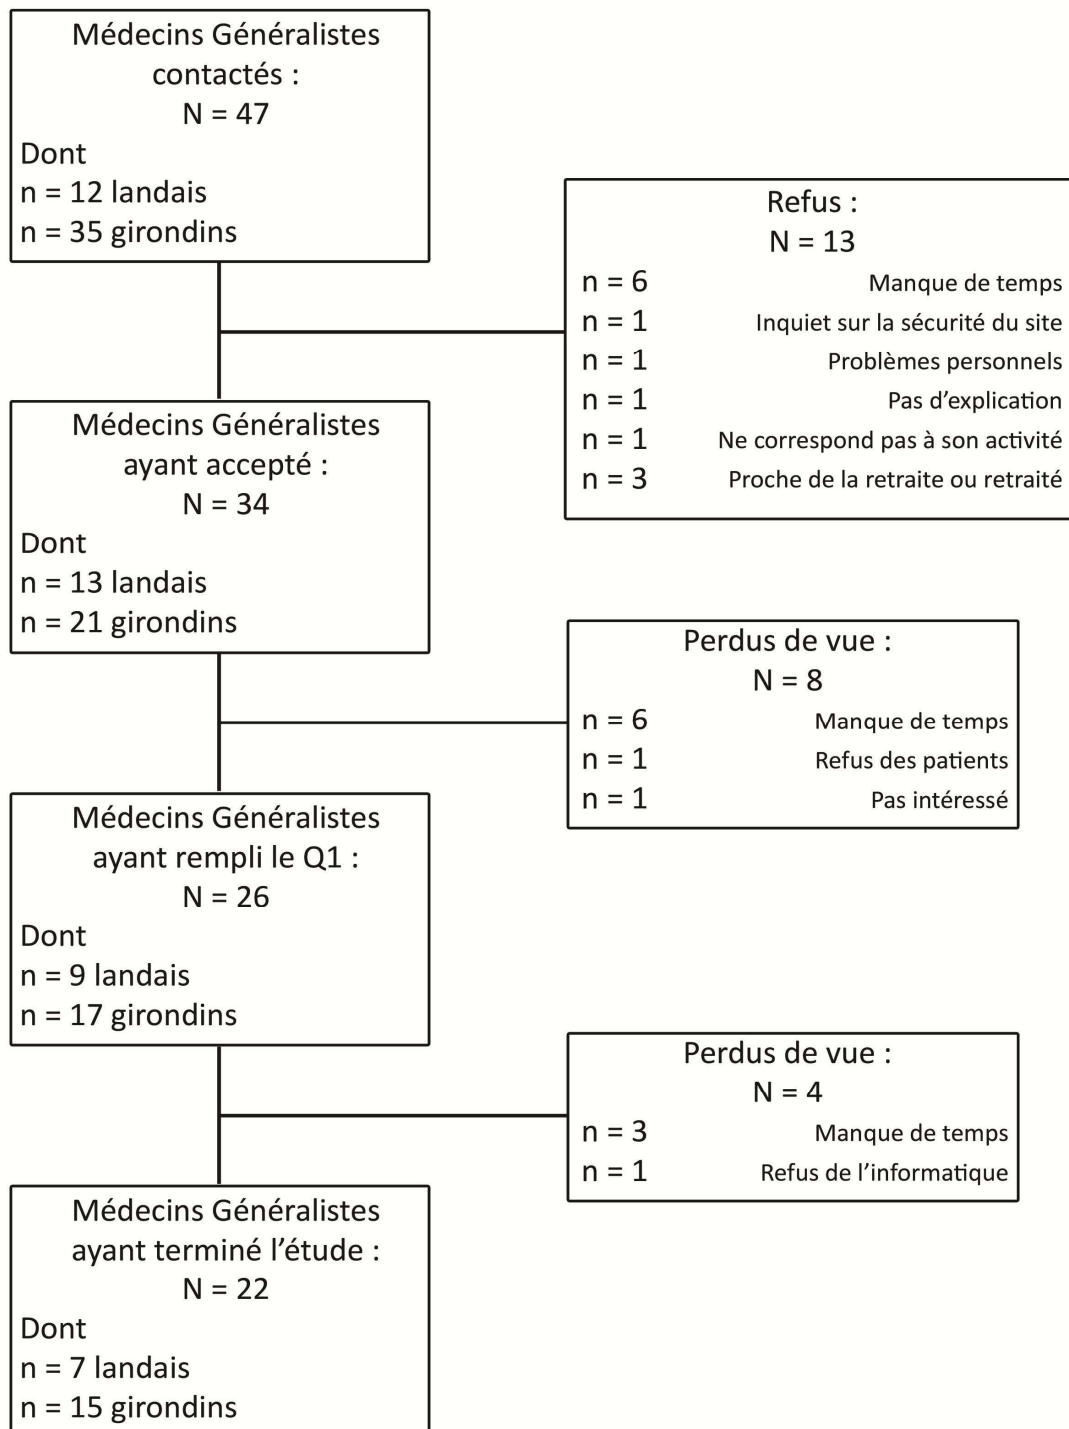 Médecins Généralistes
contactés :
N = 47
Dont
n = 12 landais
n = 35 girondins
Refus :
N = 13
n = 6 Manque de temps
n = 1 Inquiet sur la sécurité du site
n = 1 Problèmes personnels
n = 1 Pas d’explication
n = 1 Ne correspond pas à son activité
n = 3 Proche de la retraite ou retraité
Médecins Généralistes
ayant accepté :
N = 34
Dont
n = 13 landais
n = 21 girondins
Perdus de vue :
N = 8
n = 6 Manque de temps
n = 1 Refus des patients
n = 1 Pas intéressé
Médecins Généralistes
ayant rempli le Q1 :
N = 26
Dont
n = 9 landais
n = 17 girondins
Perdus de vue :
N = 4
n = 3 Manque de temps
n = 1 Refus de l’informatique
Médecins Généralistes
ayant terminé l’étude :
N = 22
Dont
n = 7 landais
n = 15 girondins